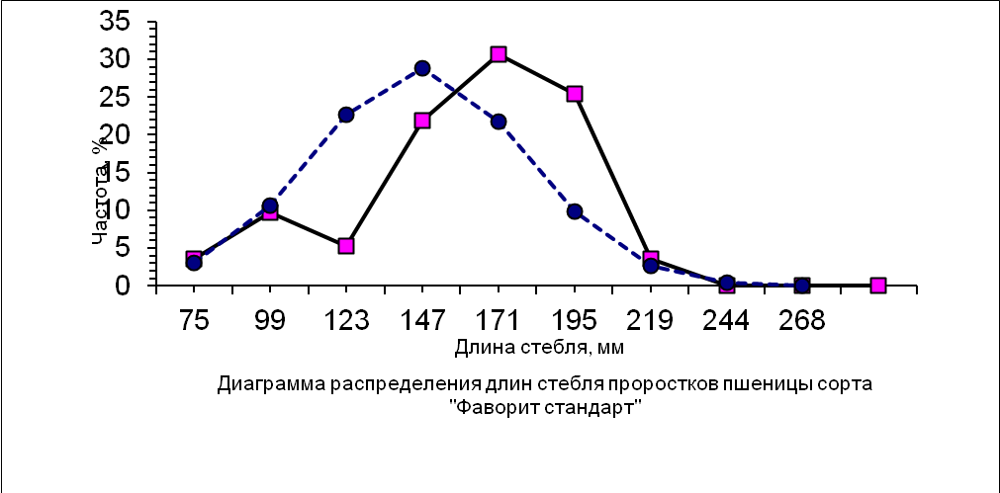 35
30
25
20
15
10
5
0
Частота, %
75 99 123 147 171 195 219 244 268
Длина стебля, мм
Диаграмма распределения длин стебля проростков пшеницы сорта
"Фаворит стандарт"